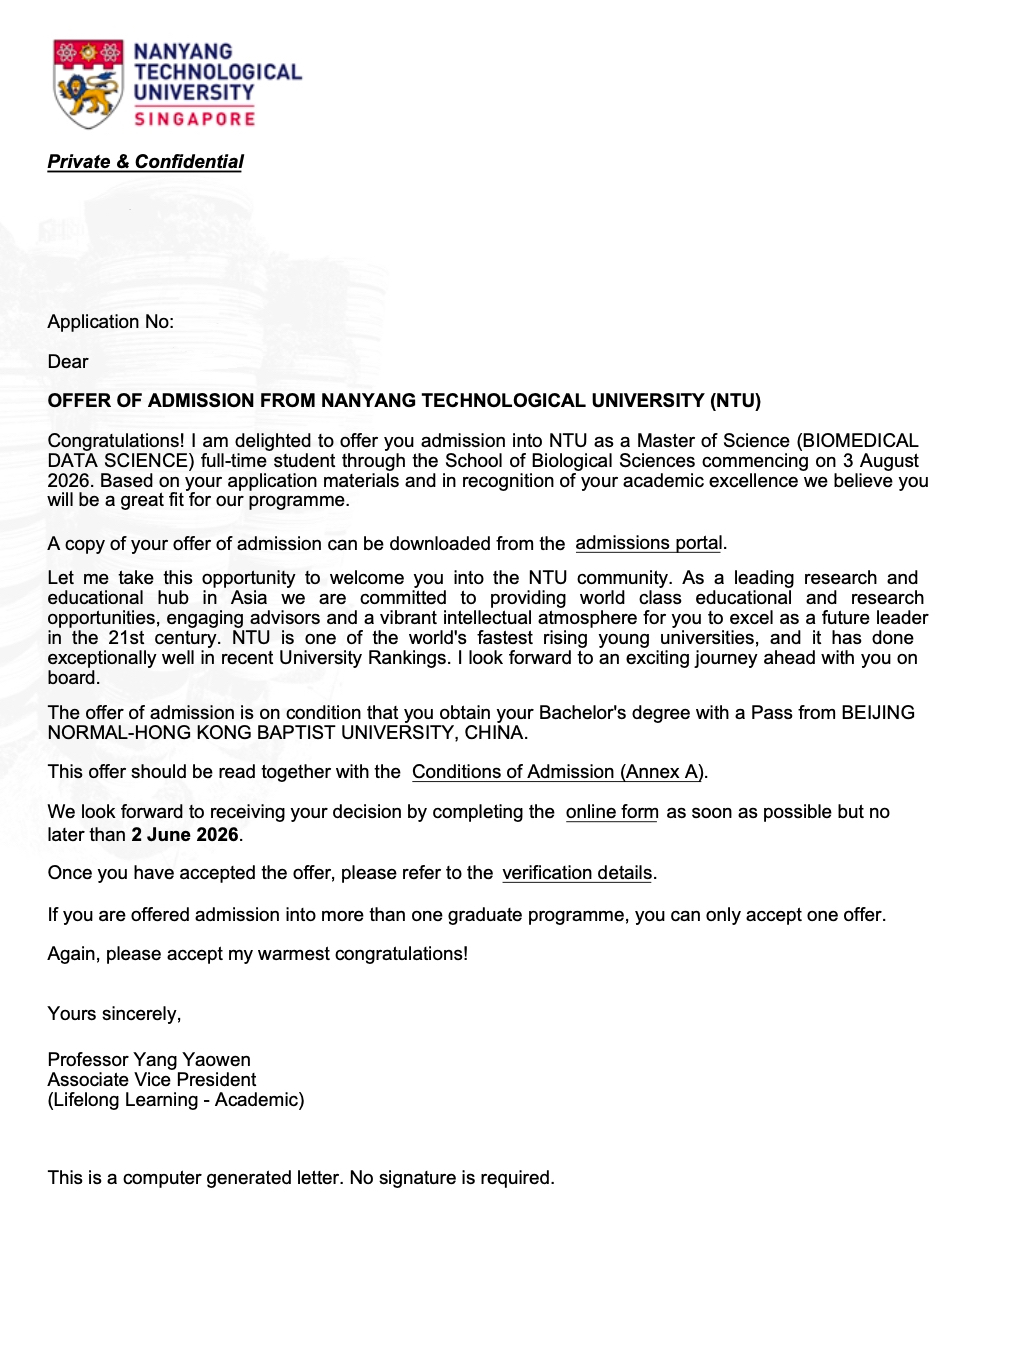 NANYANG
TECHNOLOGICAL
UNIVERSITY
SINGAPORE
Private & Confidential
Application No:
Dear
OFFER OF ADMISSION FROM NANYANG TECHNOLOGICAL UNIVERSITY (NTU)
Congratulations! I am delighted to offer you admission into NTU as a Master of Science (BIOMEDICAL
DATA SCIENCE) full-time student through the School of Biological Sciences commencing on 3 August
2026. Based on your application materials and in recognition of your academic excellence we believe you
will be a great fit for our programme.
A copy of your offer of admission can be downloaded from the admissions portal.
Let me take this opportunity to welcome you into the NTU community. As a leading research and
educational hub in Asia we are committed to providing world class educational and research
opportunities, engaging advisors and a vibrant intellectual atmosphere for you to excel as a future leader
in the 21st century. NTU is one of the world's fastest rising young universities, and it has done
exceptionally well in recent University Rankings. I look forward to an exciting journey ahead with you on
board.
The offer of admission is on condition that you obtain your Bachelor's degree with a Pass from BEIJING
NORMAL-HONG KONG BAPTIST UNIVERSITY, CHINA.
This offer should be read together with the Conditions of Admission (Annex A).
We look forward to receiving your decision by completing the online form as soon as possible but no
later than 2 June 2026.
Once you have accepted the offer, please refer to the verification details.
If you are offered admission into more than one graduate programme, you can only accept one offer.
Again, please accept my warmest congratulations!
Yours sincerely,
Professor Yang Yaowen
Associate Vice President
(Lifelong Learning - Academic)
This is a computer generated letter. No signature is required.